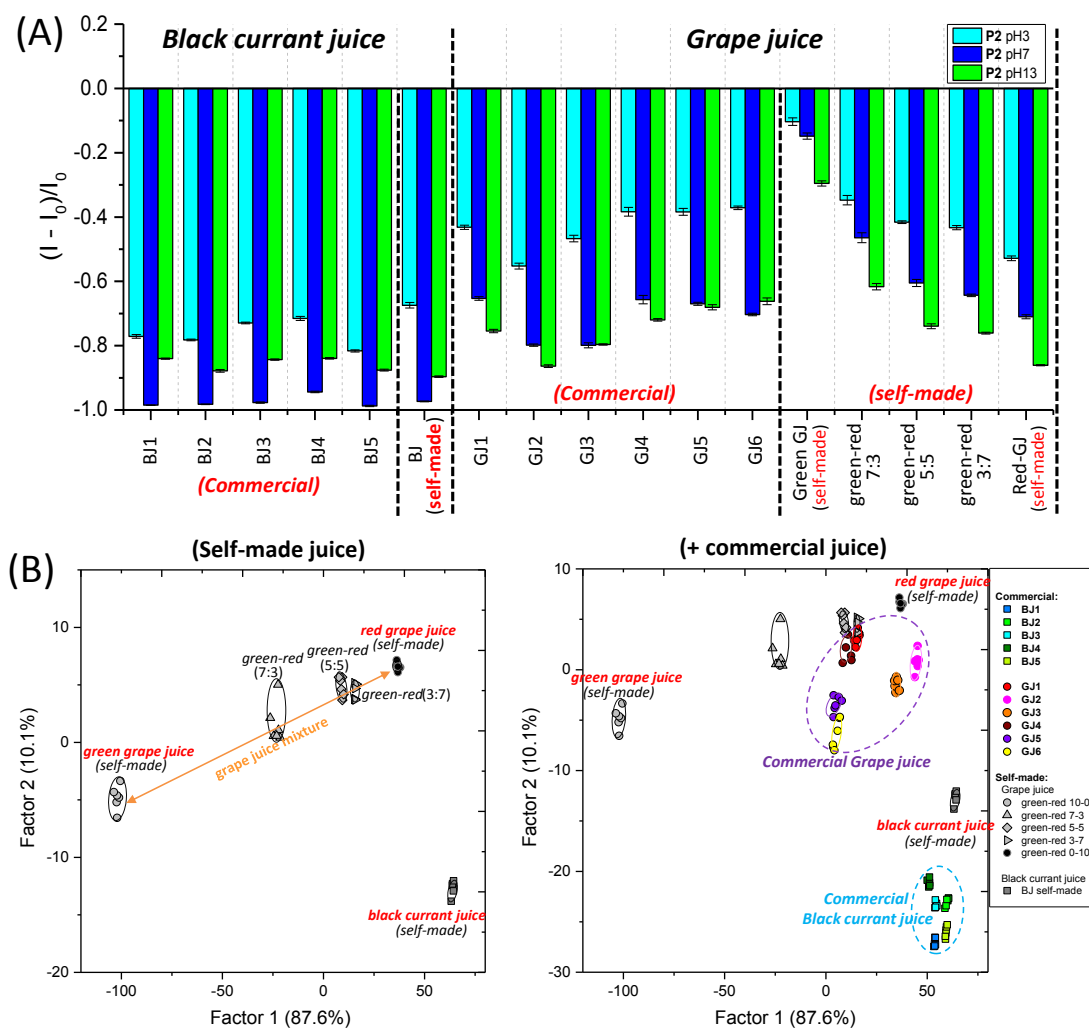 (A)
Black currant juice
Grape juice
P2 pH3
P2 pH7
P2 pH13
0.2
0.0
-0.2
-0.4
-0.6
-0.8
-1.0
(I - I0)/I0
(Commercial)
(self-made)
BJ1
BJ2
BJ3
BJ4
BJ5
BJ
(self-made)
GJ1
GJ2
GJ3
GJ4
GJ5
GJ6
Green GJ
(self-made)
green-red
7:3
green-red
5:5
green-red
3:7
Red-GJ
(self-made)
(Commercial)
(B)
(Self-made juice)
10
0
-10
-20
Factor 2 (10.1%)
red grape juice
(self-made)
green-red
(5:5)
green-red
(7:3)
green-red(3:7)
grape juice mixture
green grape juice
(self-made)
black currant juice
(self-made)
-100
-50
0
50
Factor 1 (87.6%)
(+ commercial juice)
10
0
-10
-20
-30
Factor 2 (10.1%)
red grape juice
(self-made)
green grape juice
(self-made)
Commercial Grape juice
black currant juice
(self-made)
Commercial
Black currant juice
-100
-50
0
50
Factor 1 (87.6%)
Commercial:
BJ1
BJ2
BJ3
BJ4
BJ5
GJ1
GJ2
GJ3
GJ4
GJ5
GJ6
Self-made:
Grape juice
green-red 10-0
green-red 7-3
green-red 5-5
green-red 3-7
green-red 0-10
Black currant juice
BJ self-made